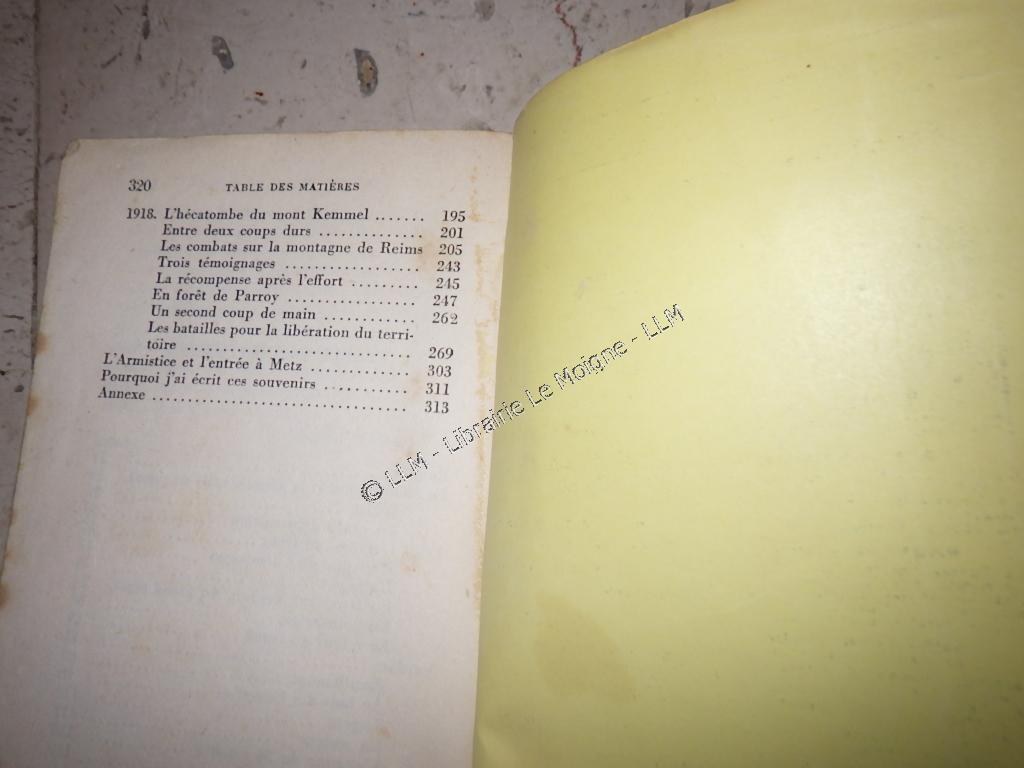 320 TABLE DES MATIÈRES
1918. L'hécatombe du mont Kemmel ....... 195
Entre deux coups durs .............. 201
Les combats sur la montagne de Reims 205
Trois témoignages .................. 243
La récompense après l'effort ......... 245
En forêt de Parroy ................. 247
Un second coup de main ............ 262
Les batailles pour la libération du terri-
toire .............................. 269
L'Armistice et l'entrée à Metz ............. 303
Pourquoi j'ai écrit ces souvenirs ........... 311
Annexe .................................. 313
© LLM - Librairie Le Moigne - LLM